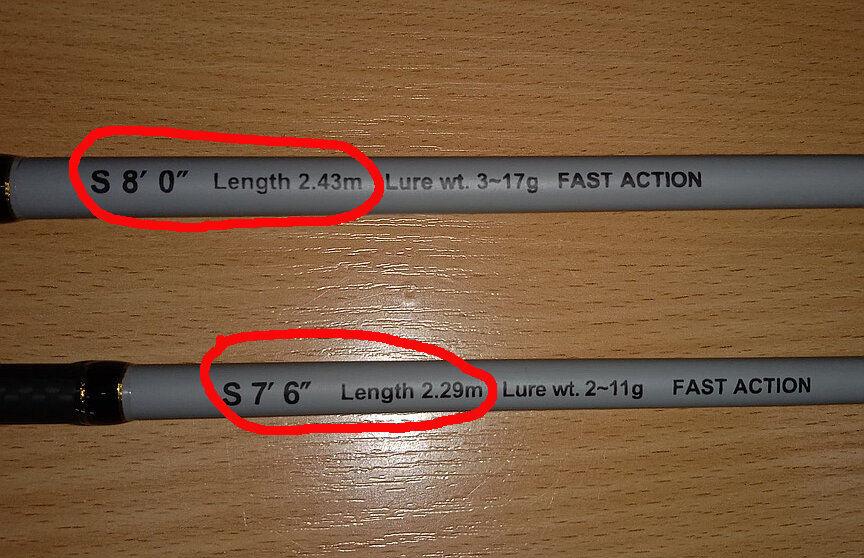 S 8′ 0″ Length 2.43m Lure wt. 3~17g FAST ACTION
S 7′ 6″ Length 2.29m Lure wt. 2~11g FAST ACTION